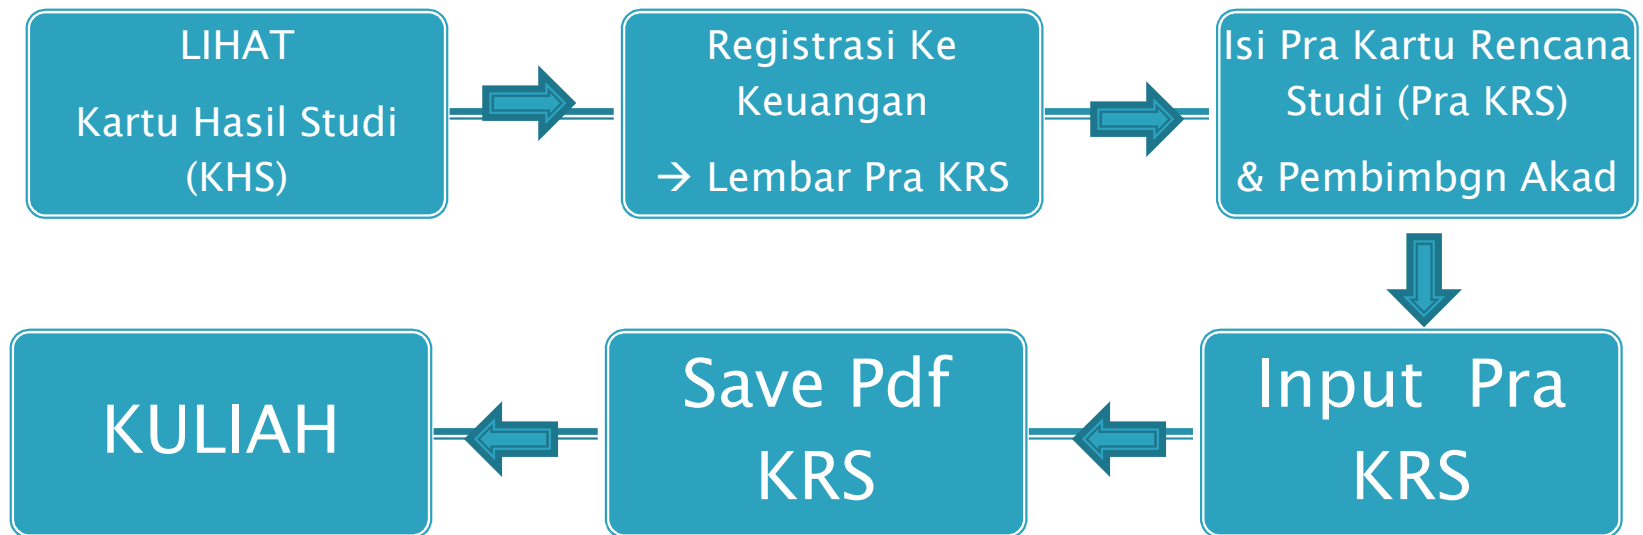 LIHAT
Kartu Hasil Studi
(KHS)
Registrasi Ke
Keuangan
→ Lembar Pra KRS
Isi Pra Kartu Rencana
Studi (Pra KRS)
& Pembimbgn Akad
Input  Pra
KRS
Save Pdf
KRS
KULIAH